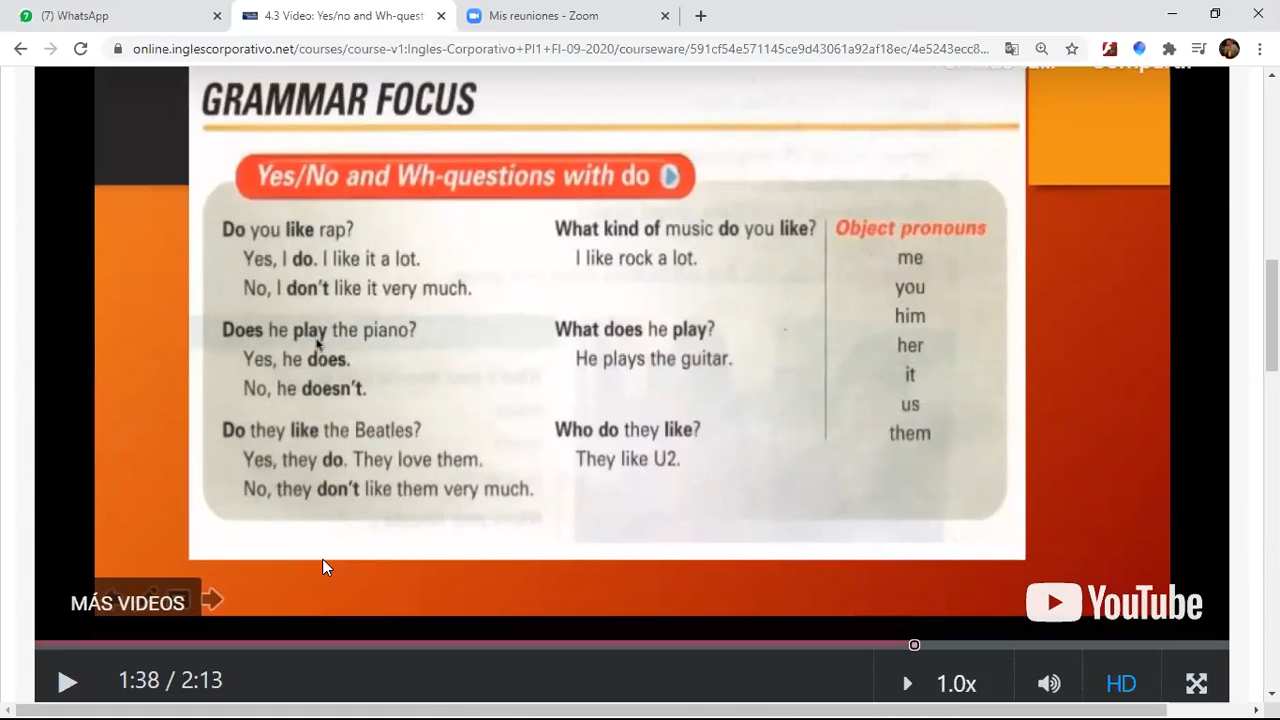 (7) WhatsApp
4.3 Video: Yes/no and Wh-quest
Mis reuniones - Zoom
online.inglescorporativo.net/courses/course-v1:Ingles-Corporativo+PI1+FI-09-2020/courseware/591cf54e571145ce9d43061a92af18ec/4e5243ecc8...
GRAMMAR FOCUS
Yes/No and Wh-questions with do
Do you like rap?
Yes, I do. I like it a lot.
No, I don't like it very much.
Does he play the piano?
Yes, he does.
No, he doesn't.
Do they like the Beatles?
Yes, they do. They love them.
No, they don't like them very much.
What kind of music do you like?
I like rock a lot.
What does he play?
He plays the guitar.
Who do they like?
They like U2.
Object pronouns
me
you
him
her
it
us
them
MÁS VIDEOS
YouTube
1:38 / 2:13
1.0x
HD